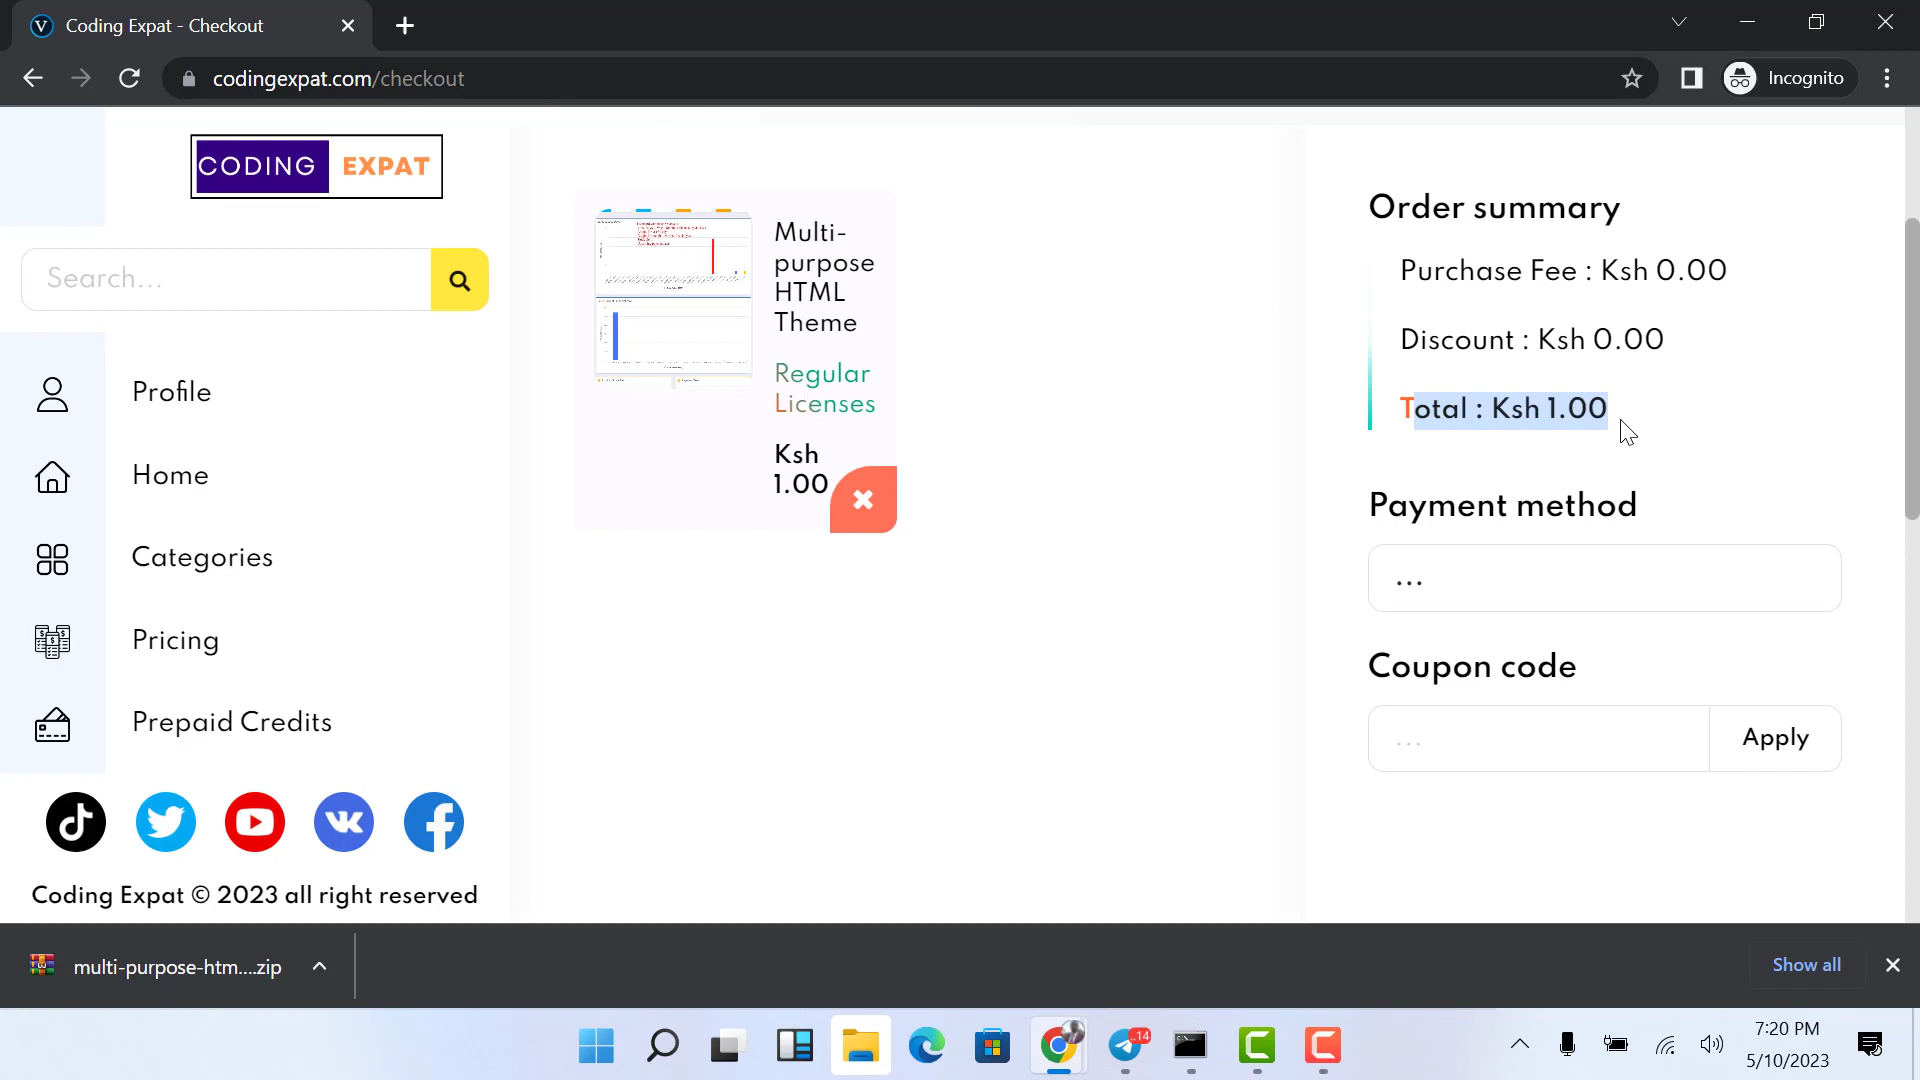 Coding Expat - Checkout
codingexpat.com/checkout
Incognito
CODING EXPAT
Search...
Profile
Home
Categories
Pricing
Prepaid Credits
Coding Expat © 2023 all right reserved
Multi-
purpose
HTML
Theme
Regular
Licenses
Ksh
1.00
Order summary
Purchase Fee : Ksh 0.00
Discount : Ksh 0.00
Total : Ksh 1.00
Payment method
...
Coupon code
...
Apply
multi-purpose-htm....zip
Show all
..14
7:20 PM
5/10/2023